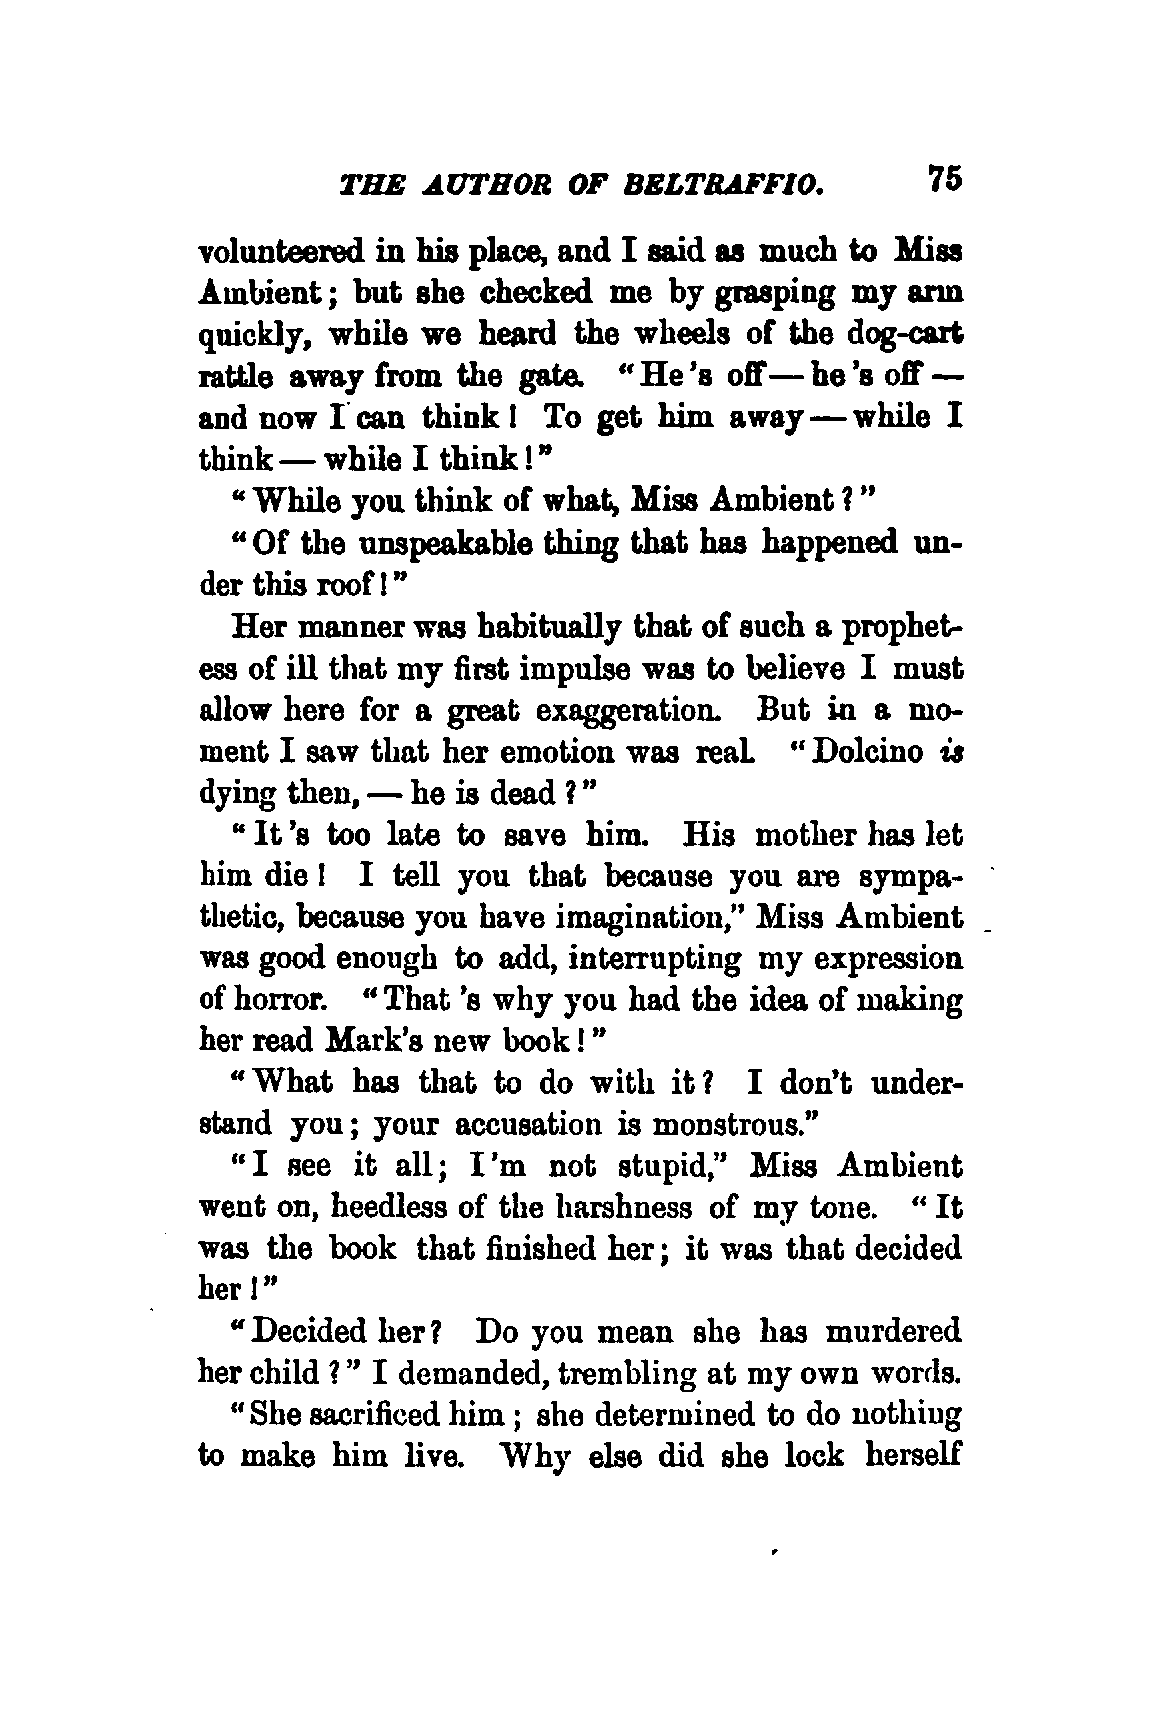 THE AUTHOR OF BELTRAFFIO. 75
volunteered in his place, and I said as much to Miss
Ambient; but she checked me by grasping my arm
quickly, while we heard the wheels of the dog-cart
rattle away from the gate. "He's off—he's off—
and now I can think! To get him away—while I
think—while I think!"
"While you think of what, Miss Ambient?"
"Of the unspeakable thing that has happened un-
der this roof!"
Her manner was habitually that of such a prophet-
ess of ill that my first impulse was to believe I must
allow here for a great exaggeration. But in a mo-
ment I saw that her emotion was real. "Dolcino is
dying then,—he is dead?"
"It's too late to save him. His mother has let
him die! I tell you that because you are sympa-
thetic, because you have imagination," Miss Ambient
was good enough to add, interrupting my expression
of horror. "That's why you had the idea of making
her read Mark's new book!"
"What has that to do with it? I don't under-
stand you; your accusation is monstrous."
"I see it all; I'm not stupid," Miss Ambient
went on, heedless of the harshness of my tone. "It
was the book that finished her; it was that decided
her!"
"Decided her? Do you mean she has murdered
her child?" I demanded, trembling at my own words.
"She sacrificed him; she determined to do nothing
to make him live. Why else did she lock herself